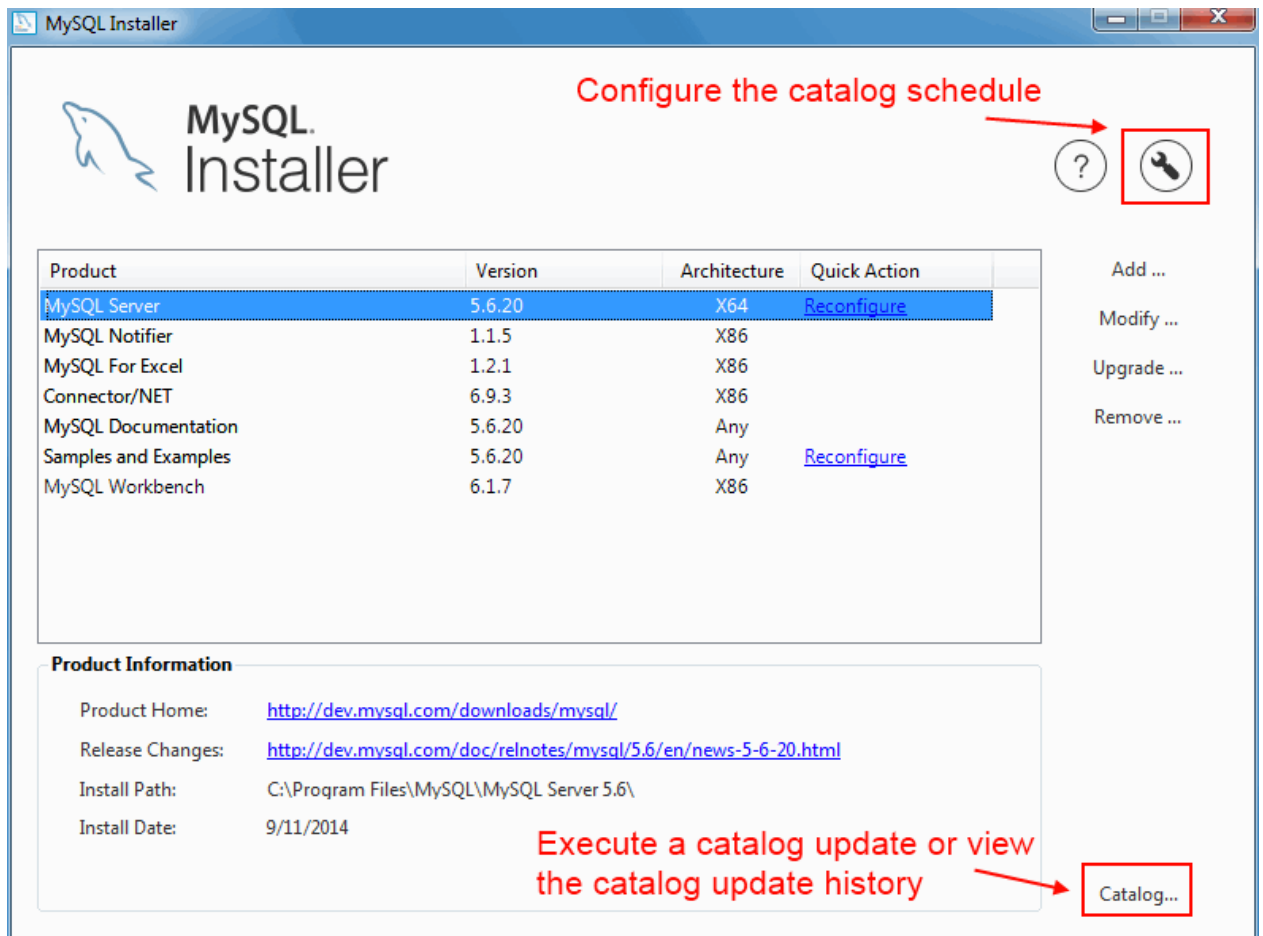 MySQL Installer
Configure the catalog schedule
MySQL.
Installer
?
Product Version Architecture Quick Action
MySQL Server 5.6.20 X64 Reconfigure
MySQL Notifier 1.1.5 X86
MySQL For Excel 1.2.1 X86
Connector/NET 6.9.3 X86
MySQL Documentation 5.6.20 Any
Samples and Examples 5.6.20 Any Reconfigure
MySQL Workbench 6.1.7 X86
Add ...
Modify ...
Upgrade ...
Remove ...
Product Information
Product Home: http://dev.mysql.com/downloads/mysql/
Release Changes: http://dev.mysql.com/doc/relnotes/mysql/5.6/en/news-5-6-20.html
Install Path: C:\Program Files\MySQL\MySQL Server 5.6\
Install Date: 9/11/2014
Execute a catalog update or view
the catalog update history
Catalog...